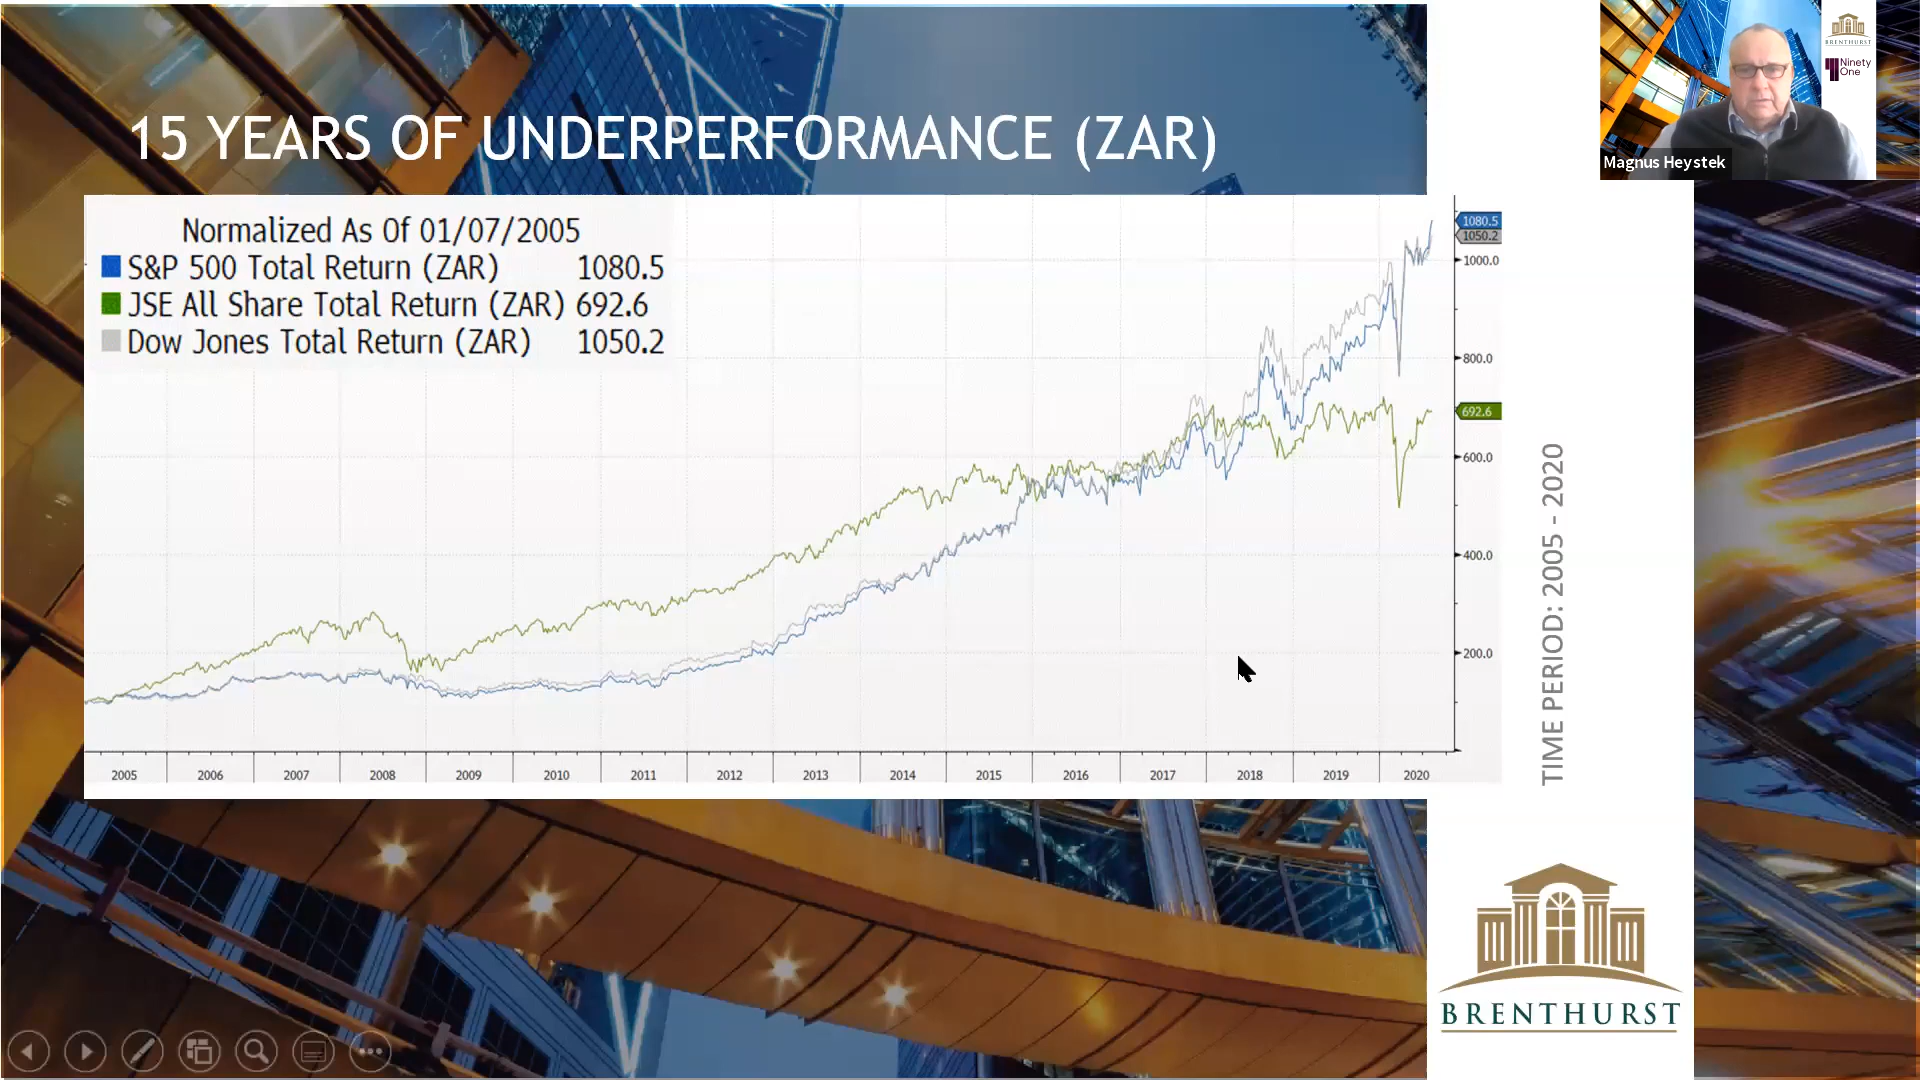 15 YEARS OF UNDERPERFORMANCE (ZAR)
BRENTHURST
Ninety
One
Magnus Heystek
Normalized As Of 01/07/2005
S&P 500 Total Return (ZAR) 1080.5
JSE All Share Total Return (ZAR) 692.6
Dow Jones Total Return (ZAR) 1050.2
1080.5
1050.2
1000.0
800.0
692.6
600.0
400.0
200.0
2005 2006 2007 2008 2009 2010 2011 2012 2013 2014 2015 2016 2017 2018 2019 2020
TIME PERIOD: 2005 - 2020
BRENTHURST